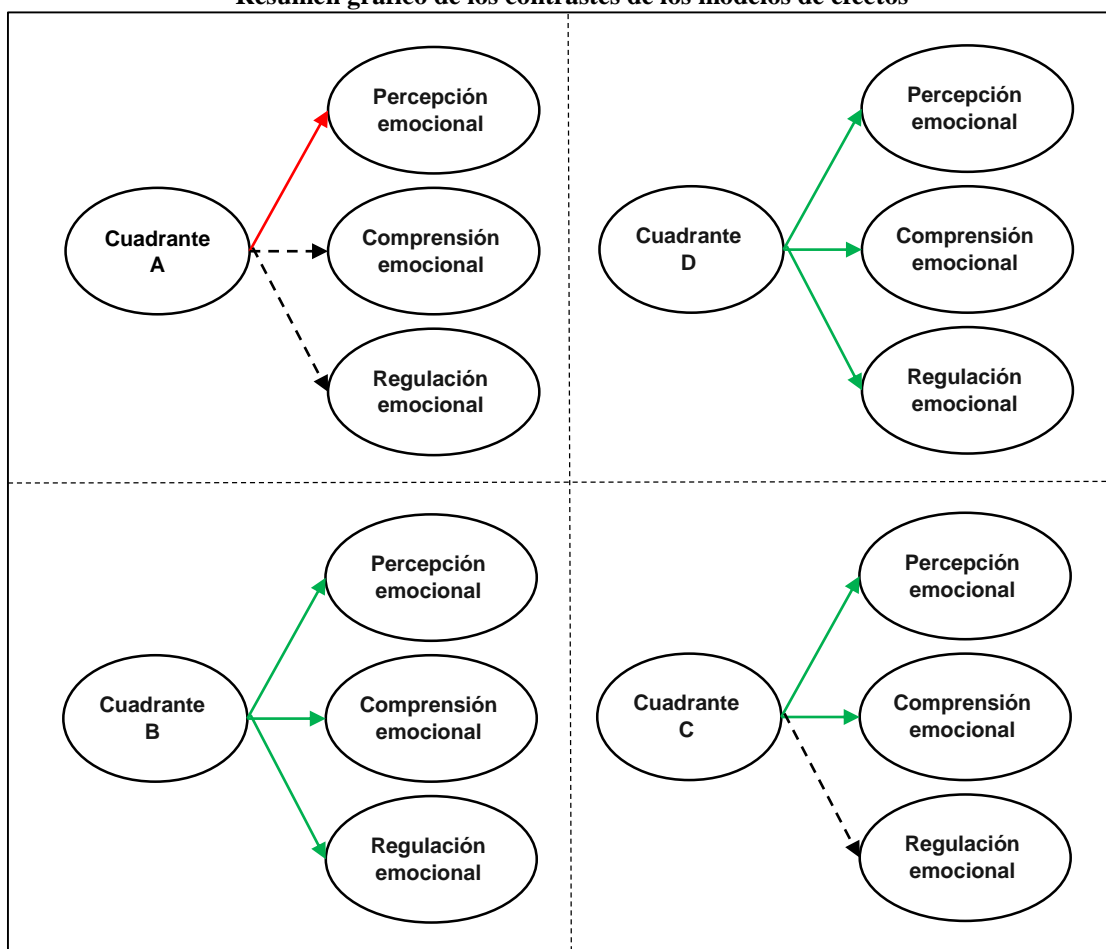 Resumen gráfico de los contrastes de los modelos de efectos
Percepción
emocional
Cuadrante
A
Comprensión
emocional
Regulación
emocional
Percepción
emocional
Cuadrante
D
Comprensión
emocional
Regulación
emocional
Percepción
emocional
Cuadrante
B
Comprensión
emocional
Regulación
emocional
Percepción
emocional
Cuadrante
C
Comprensión
emocional
Regulación
emocional